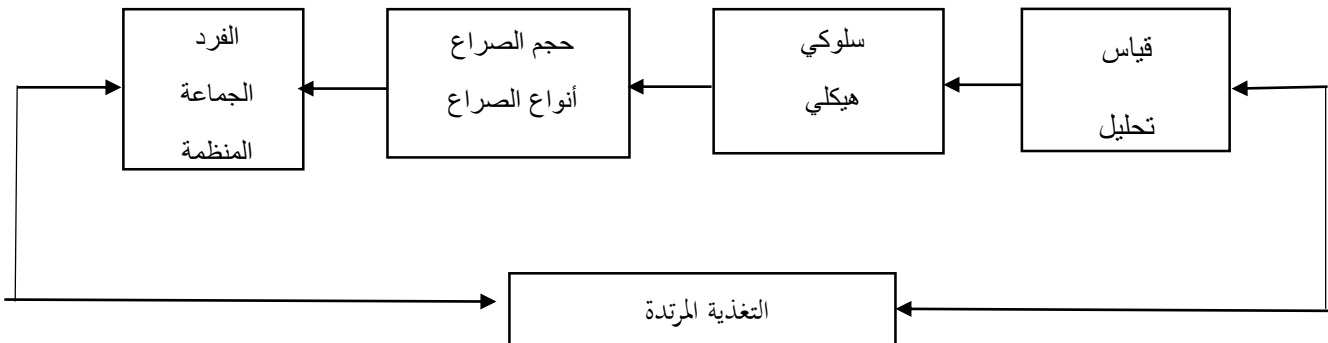 قياس
تحليل
سلوكي
هيكلي
حجم الصراع
أنواع الصراع
الفرد
الجماعة
المنظمة
التغذية المرتدة